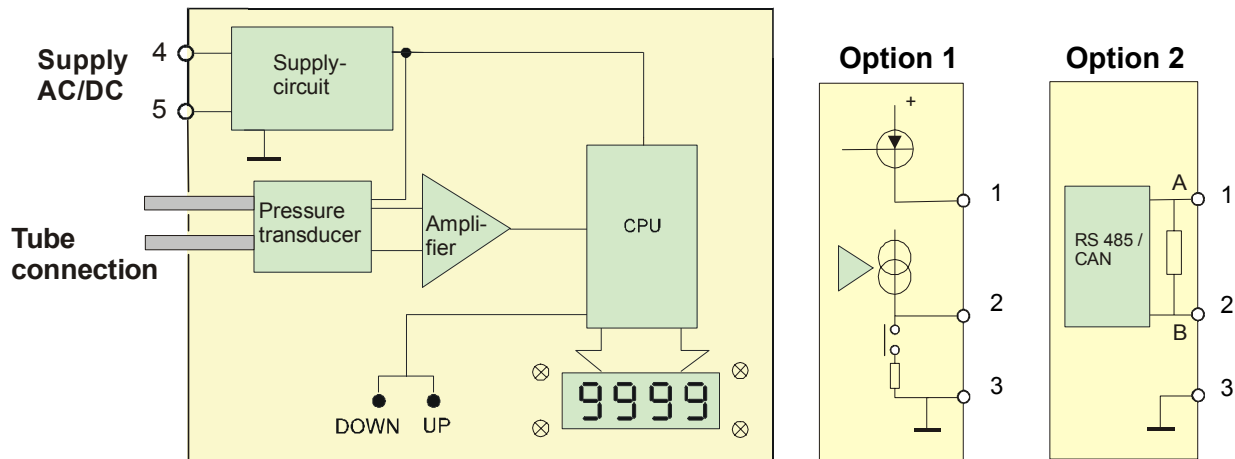 Supply
AC/DC
4
5
Supply-
circuit
Tube
connection
Pressure
transducer
Ampli-
fier
CPU
DOWN UP
9999
Option 1
+
1
2
3
Option 2
RS 485 /
CAN
A
B
1
2
3